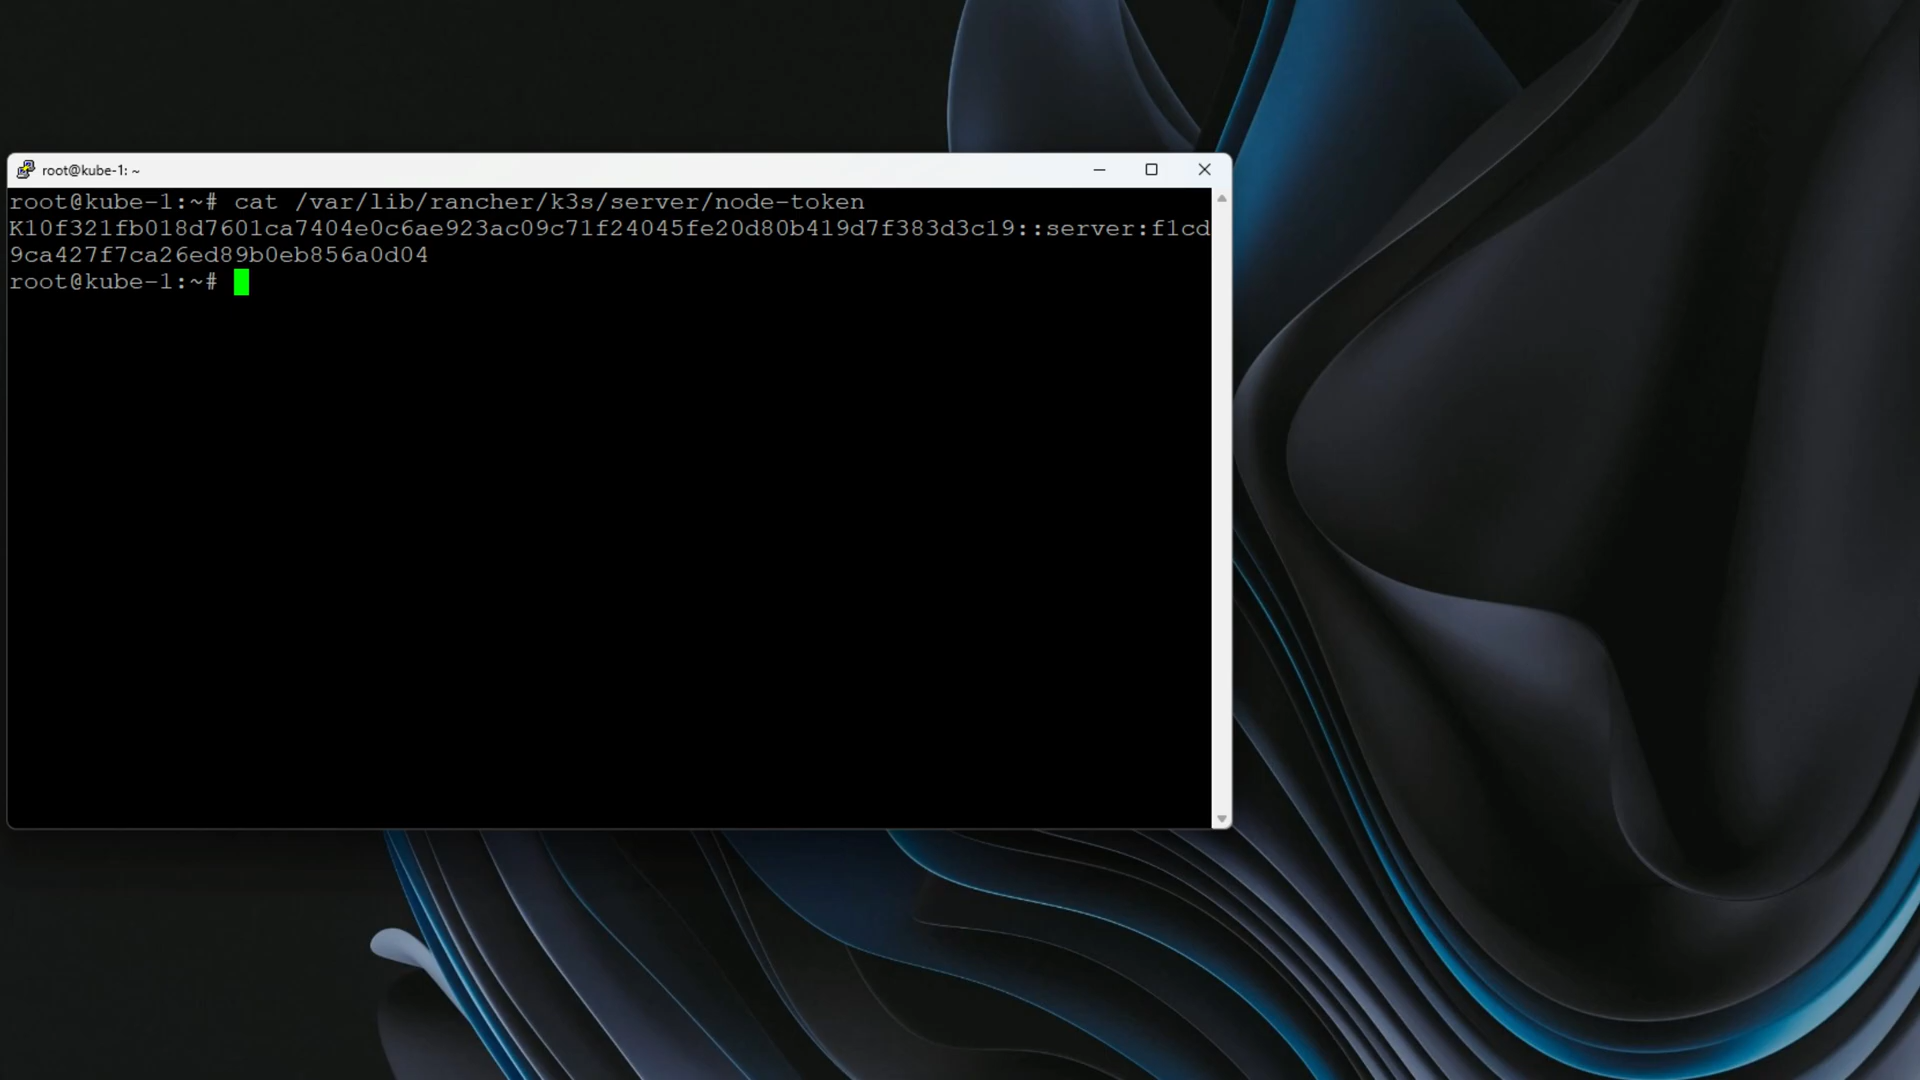 root@kube-1: ~
root@kube-1:~# cat /var/lib/rancher/k3s/server/node-token
K10f321fb018d7601ca7404e0c6ae923ac09c71f24045fe20d80b419d7f383d3c19::server:f1cd
9ca427f7ca26ed89b0eb856a0d04
root@kube-1:~#